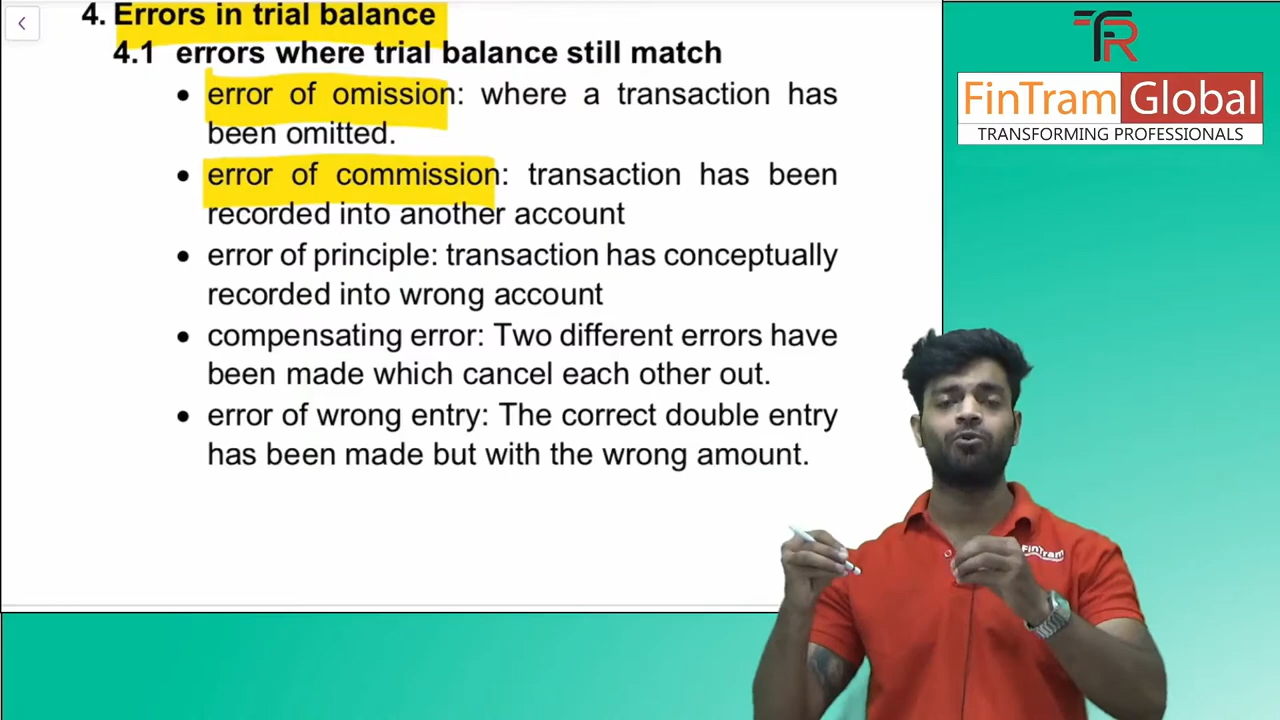 4. Errors in trial balance
4.1 errors where trial balance still match
• error of omission: where a transaction has
been omitted.
• error of commission: transaction has been
recorded into another account
• error of principle: transaction has conceptually
recorded into wrong account
• compensating error: Two different errors have
been made which cancel each other out.
• error of wrong entry: The correct double entry
has been made but with the wrong amount.
FinTram Global
TRANSFORMING PROFESSIONALS
FinTram